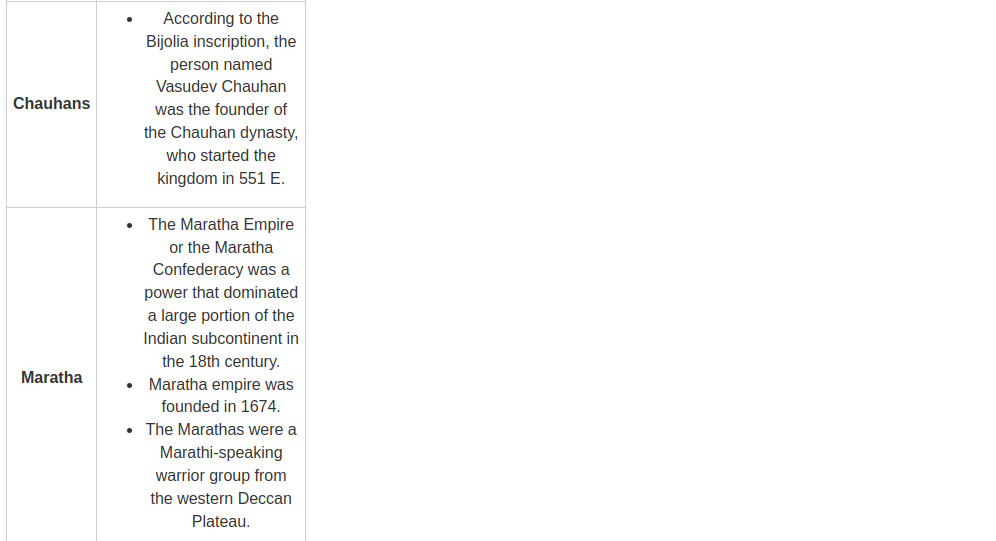 Chauhans
• According to the
Bijolia inscription, the
person named
Vasudev Chauhan
was the founder of
the Chauhan dynasty,
who started the
kingdom in 551 E.
Maratha
• The Maratha Empire
or the Maratha
Confederacy was a
power that dominated
a large portion of the
Indian subcontinent in
the 18th century.
• Maratha empire was
founded in 1674.
• The Marathas were a
Marathi-speaking
warrior group from
the western Deccan
Plateau.